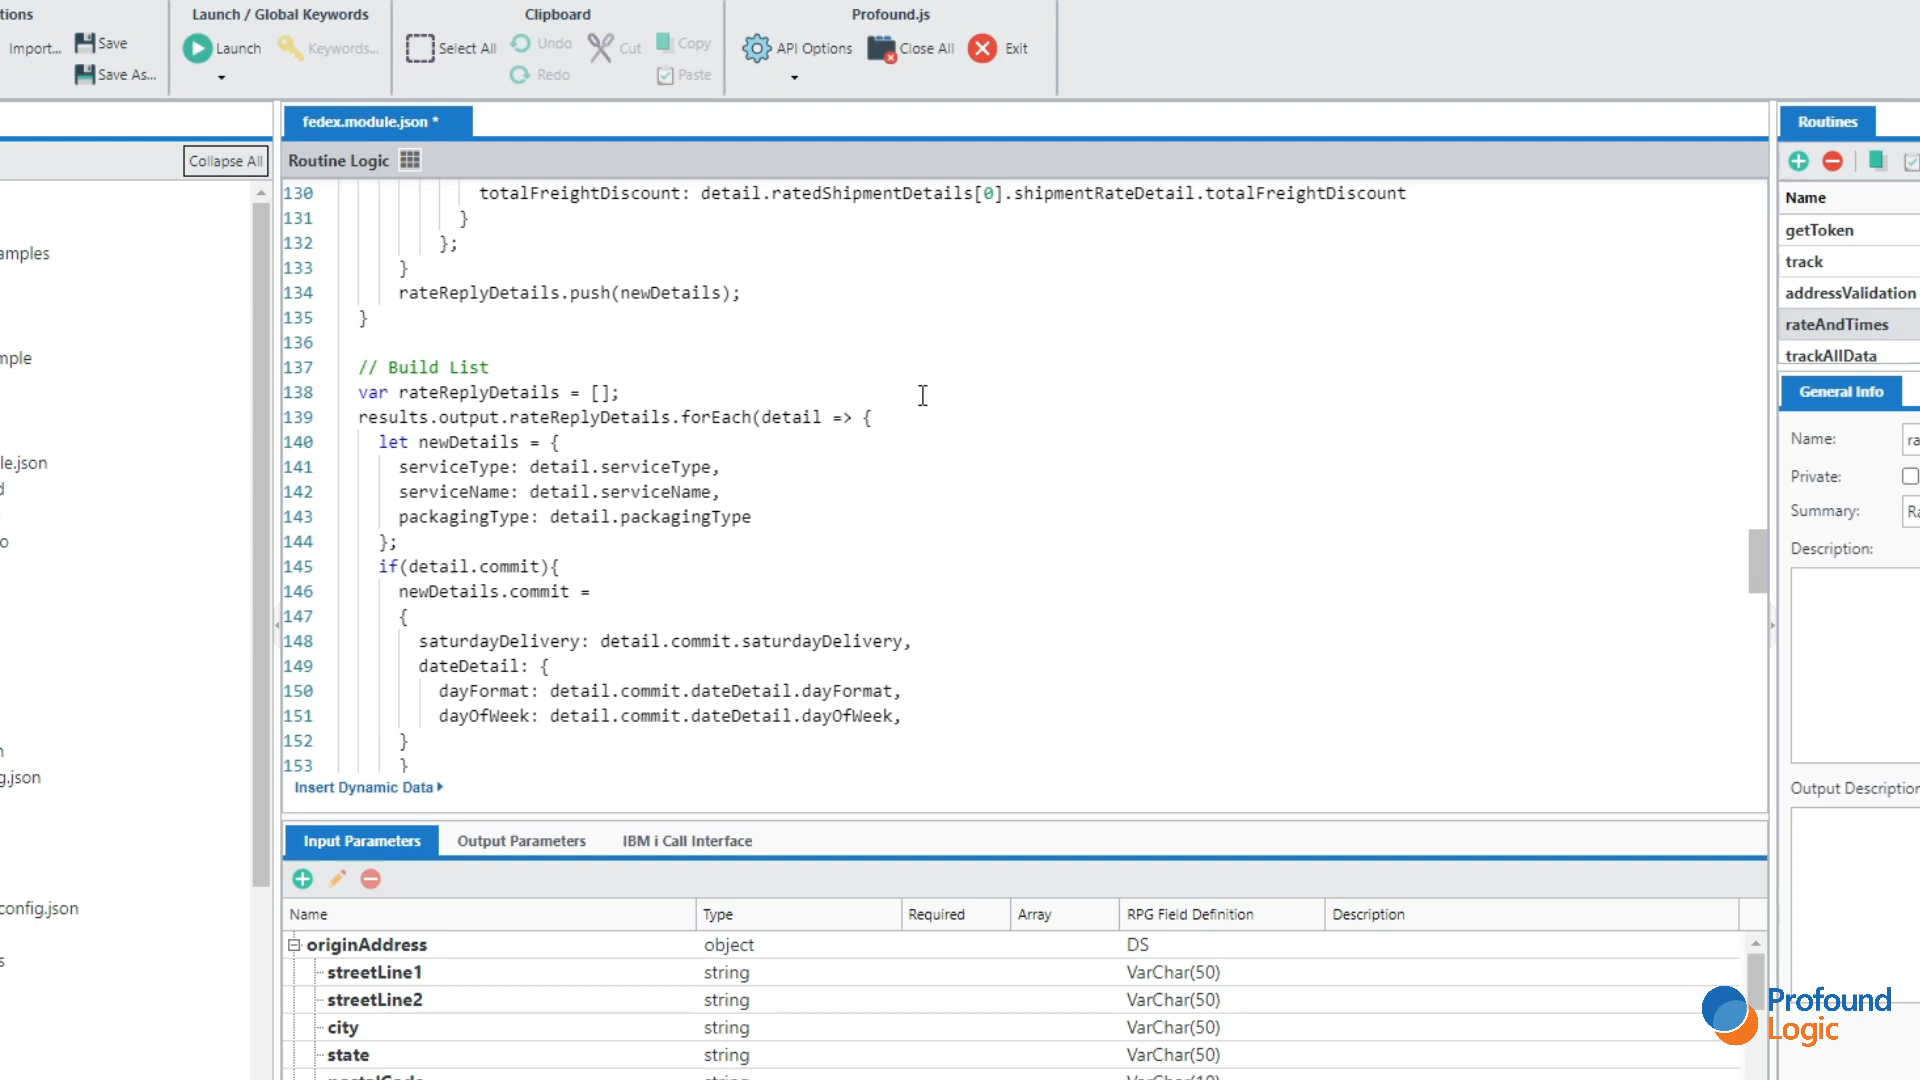 tions
Launch / Global Keywords
Clipboard
Profound.js
Import...
Save
Save As...
Launch
Keywords...
Select All
Undo
Redo
Cut
Copy
Paste
API Options
Close All
Exit
fedex.module.json *
Routines
Collapse All
Routine Logic
amples
mple
le.json
d
o
n
g.json
config.json
s
130 totalFreightDiscount: detail.ratedShipmentDetails[0].shipmentRateDetail.totalFreightDiscount
131 }
132 };
133 }
134 rateReplyDetails.push(newDetails);
135 }
136
137 // Build List
138 var rateReplyDetails = [];
139 results.output.rateReplyDetails.forEach(detail => {
140 let newDetails = {
141 serviceType: detail.serviceType,
142 serviceName: detail.serviceName,
143 packagingType: detail.packagingType
144 };
145 if(detail.commit){
146 newDetails.commit =
147 {
148 saturdayDelivery: detail.commit.saturdayDelivery,
149 dateDetail: {
150 dayFormat: detail.commit.dateDetail.dayFormat,
151 dayOfWeek: detail.commit.dateDetail.dayOfWeek,
152 }
153 }
Insert Dynamic Data
Name
getToken
track
addressValidation
rateAndTimes
trackAllData
General Info
Name: ra
Private:
Summary: Ra
Description:
Output Description
Input Parameters Output Parameters IBM i Call Interface
Name Type Required Array RPG Field Definition Description
originAddress object DS
streetLine1 string VarChar(50)
streetLine2 string VarChar(50)
city string VarChar(50)
state string VarChar(50)
Profound
Logic